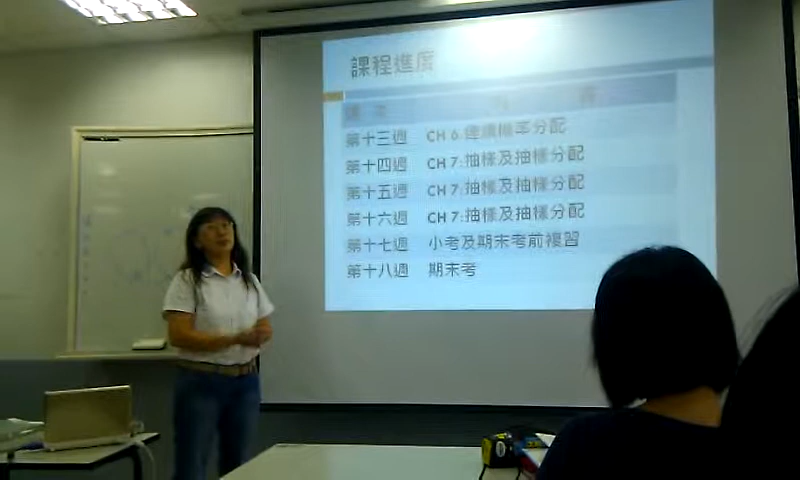 課程進度
第十三週 CH 6:連續機率分配
第十四週 CH 7:抽樣及抽樣分配
第十五週 CH 7:抽樣及抽樣分配
第十六週 CH 7:抽樣及抽樣分配
第十七週 小考及期末考前複習
第十八週 期末考